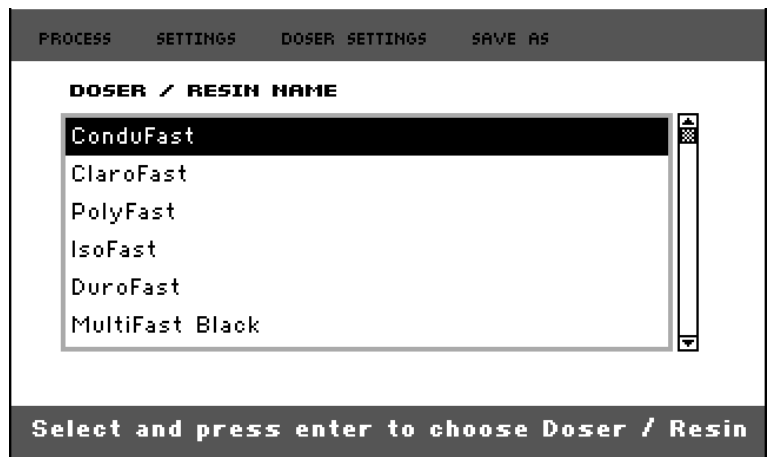 PROCESS SETTINGS DOSER SETTINGS SAVE AS
DOSER / RESIN NAME
ConduFast
ClaroFast
PolyFast
IsoFast
DuroFast
MultiFast Black
Select and press enter to choose Doser / Resin